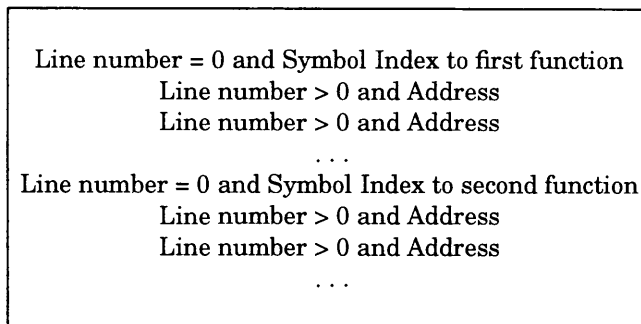 Line number = 0 and Symbol Index to first function
Line number > 0 and Address
Line number > 0 and Address
. . .
Line number = 0 and Symbol Index to second function
Line number > 0 and Address
Line number > 0 and Address
. . .